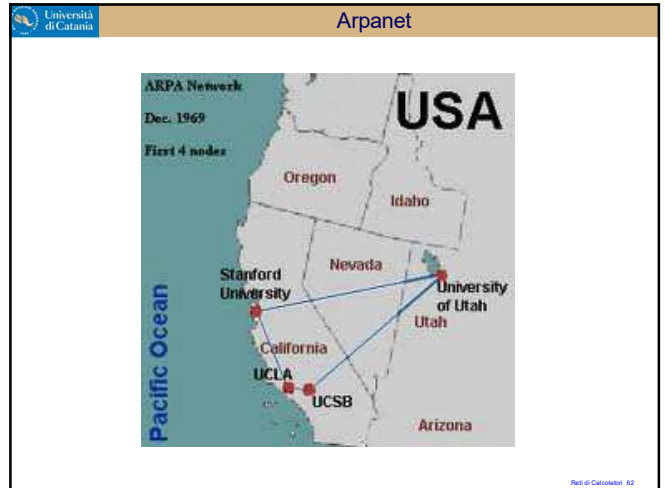 Università
di Catania
Arpanet
ARPA Network
Dec. 1969
First 4 nodes
USA
Oregon
Idaho
Nevada
Stanford
University
University
of Utah
Utah
California
UCLA
UCSB
Arizona
Pacific Ocean
Reti di Calcolatori 62